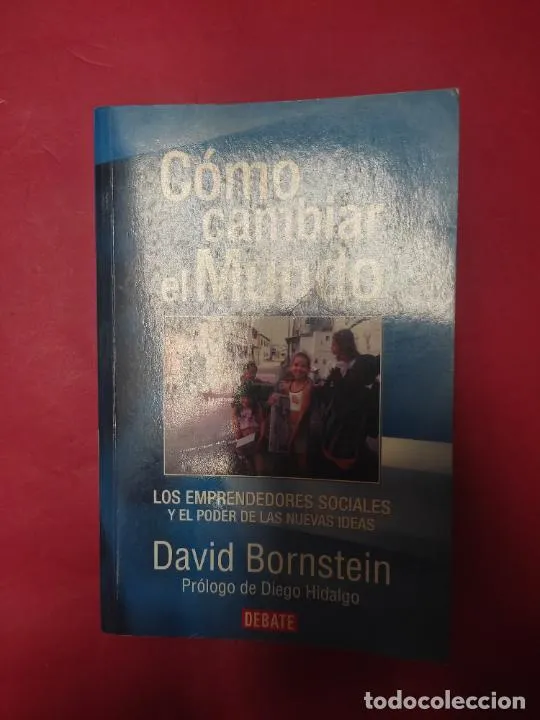 Cómo
cambiar
el Mundo
LOS EMPRENDEDORES SOCIALES
Y EL PODER DE LAS NUEVAS IDEAS
David Bornstein
Prólogo de Diego Hidalgo
DEBATE
todocoleccion